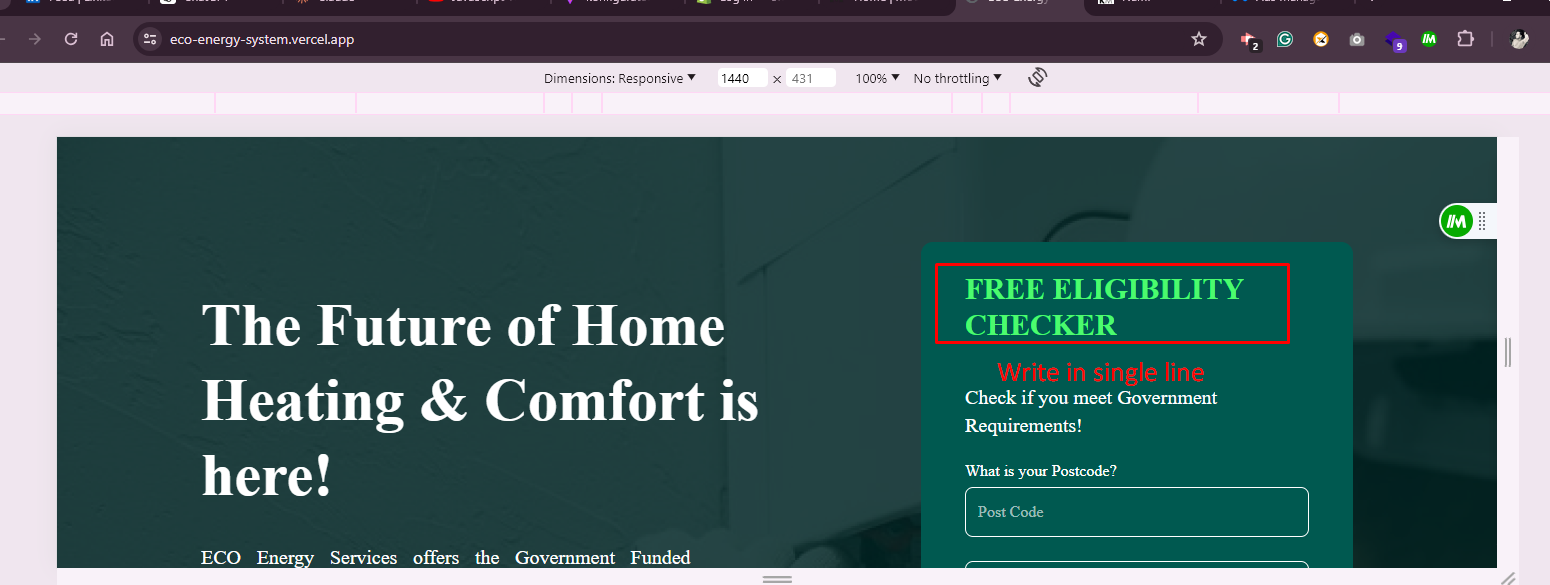 eco-energy-system.vercel.app
2
9
Dimensions: Responsive
1440 × 431
100%
No throttling
FREE ELIGIBILITY
CHECKER
Write in single line
The Future of Home
Heating & Comfort is
here!
Check if you meet Government
Requirements!
What is your Postcode?
Post Code
ECO Energy Services offers the Government Funded